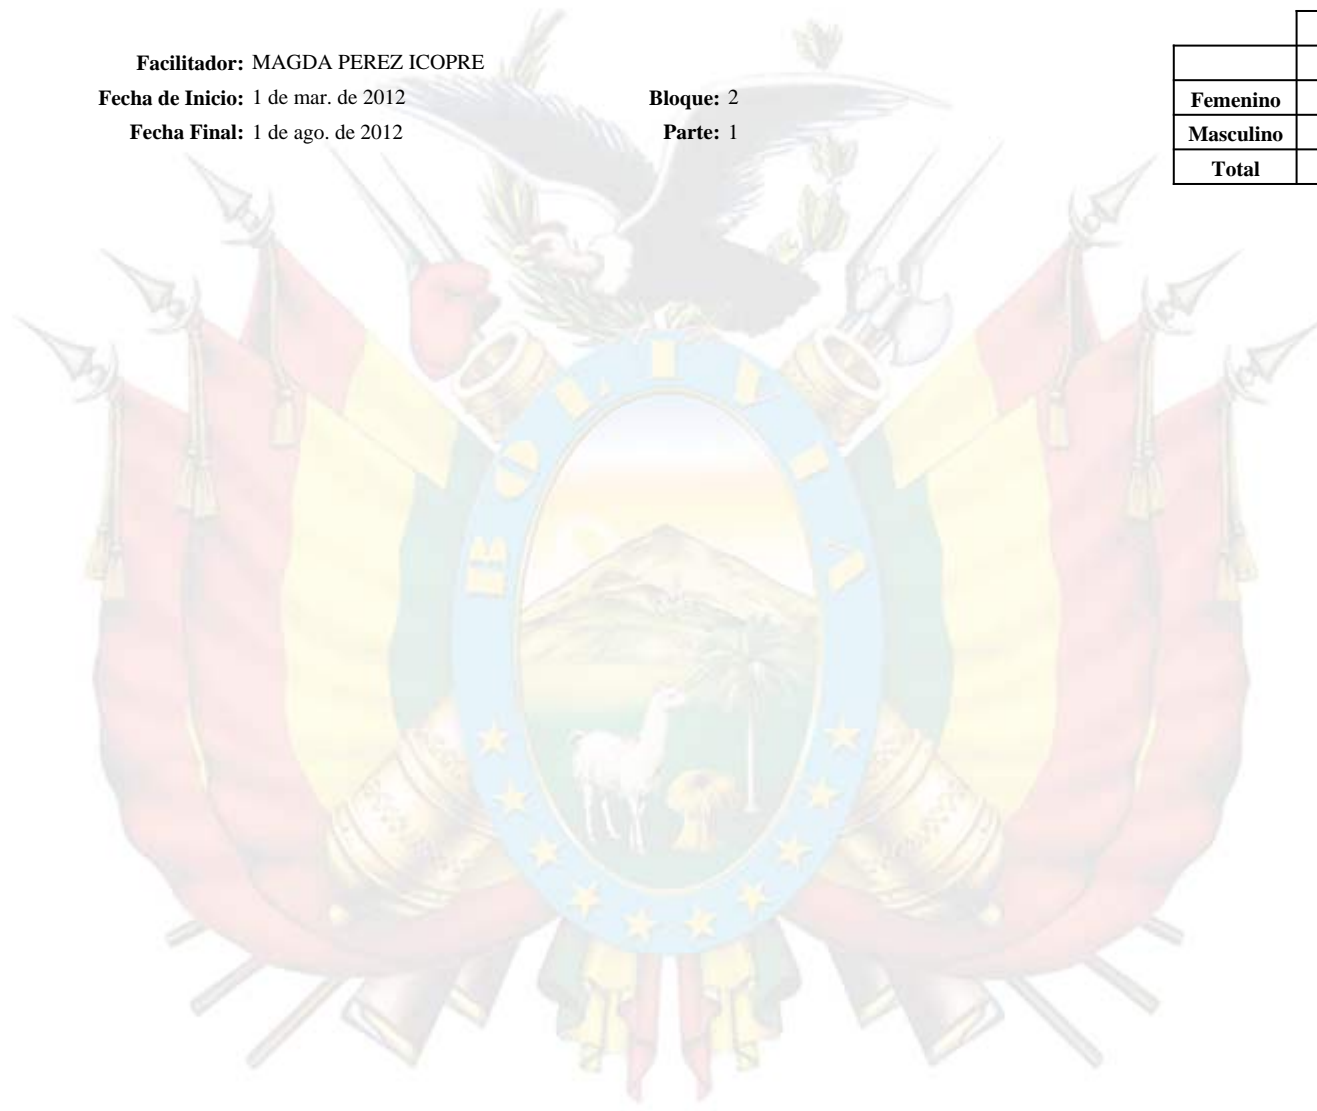 Facilitador: MAGDA PEREZ ICOPRE
Fecha de Inicio: 1 de mar. de 2012 Bloque: 2
Fecha Final: 1 de ago. de 2012 Parte: 1
Femenino
Masculino
Total
BOLIVIA